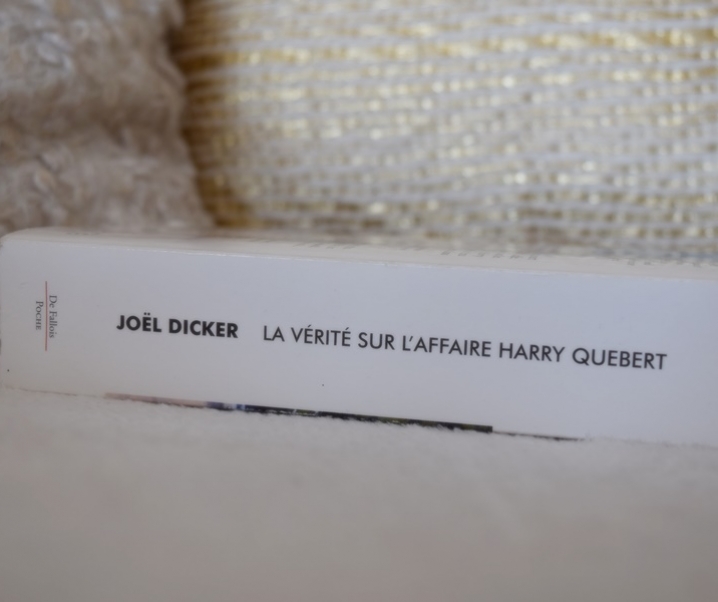 De Fallois
POCHE
JOËL DICKER LA VÉRITÉ SUR L'AFFAIRE HARRY QUEBERT